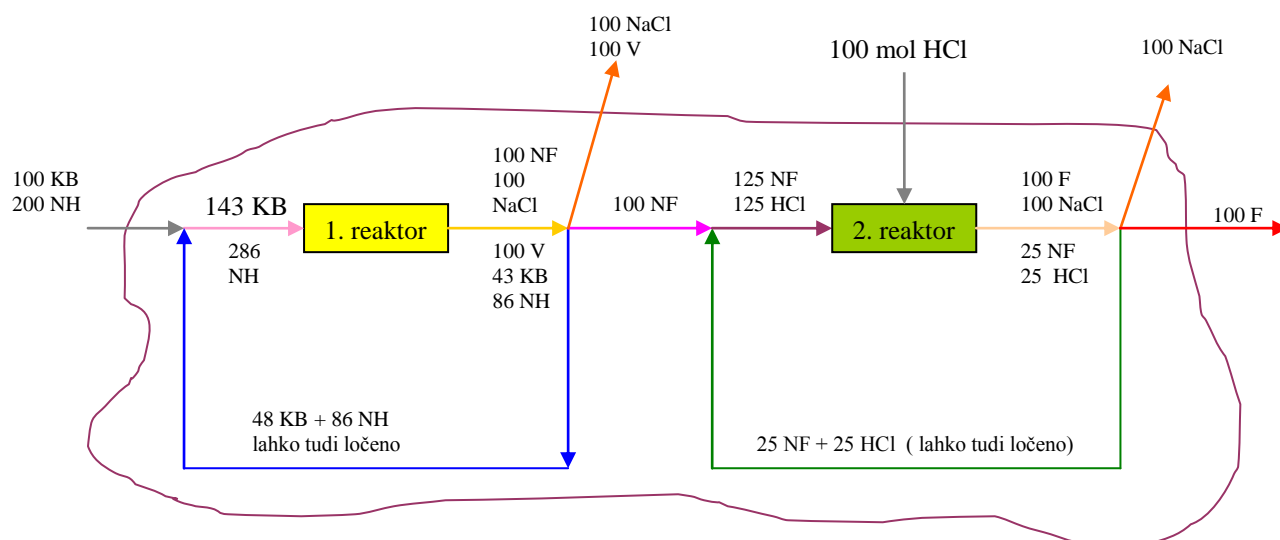 100 NaCl
100 V
100 mol HCl
100 NaCl
100 KB
200 NH
143 KB
286
NH
1. reaktor
100 NF
100
NaCl
100 V
43 KB
86 NH
100 NF
125 NF
125 HCl
2. reaktor
100 F
100 NaCl
25 NF
25 HCl
100 F
48 KB + 86 NH
lahko tudi ločeno
25 NF + 25 HCl ( lahko tudi ločeno)